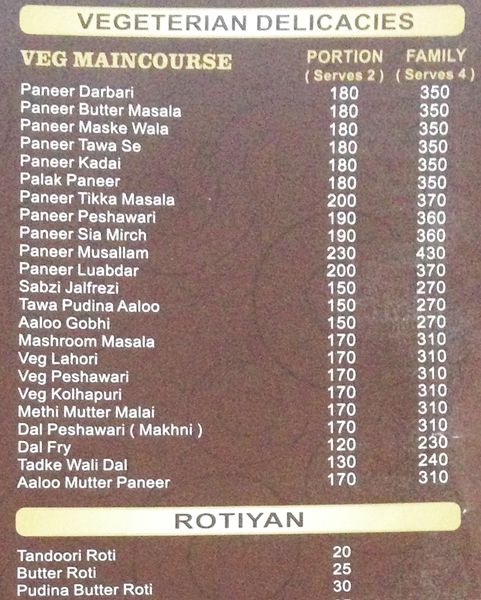 VEGETERIAN DELICACIES
VEG MAINCOURSE PORTION FAMILY
( Serves 2 ) ( Serves 4 )
Paneer Darbari 180 350
Paneer Butter Masala 180 350
Paneer Maske Wala 180 350
Paneer Tawa Se 180 350
Paneer Kadai 180 350
Palak Paneer 180 350
Paneer Tikka Masala 200 370
Paneer Peshawari 190 360
Paneer Sia Mirch 190 360
Paneer Musallam 230 430
Paneer Luabdar 200 370
Sabzi Jalfrezi 150 270
Tawa Pudina Aaloo 150 270
Aaloo Gobhi 150 270
Mashroom Masala 170 310
Veg Lahori 170 310
Veg Peshawari 170 310
Veg Kolhapuri 170 310
Methi Mutter Malai 170 310
Dal Peshawari ( Makhni ) 170 310
Dal Fry 120 230
Tadke Wali Dal 130 240
Aaloo Mutter Paneer 170 310
ROTIYAN
Tandoori Roti 20
Butter Roti 25
Pudina Butter Roti 30